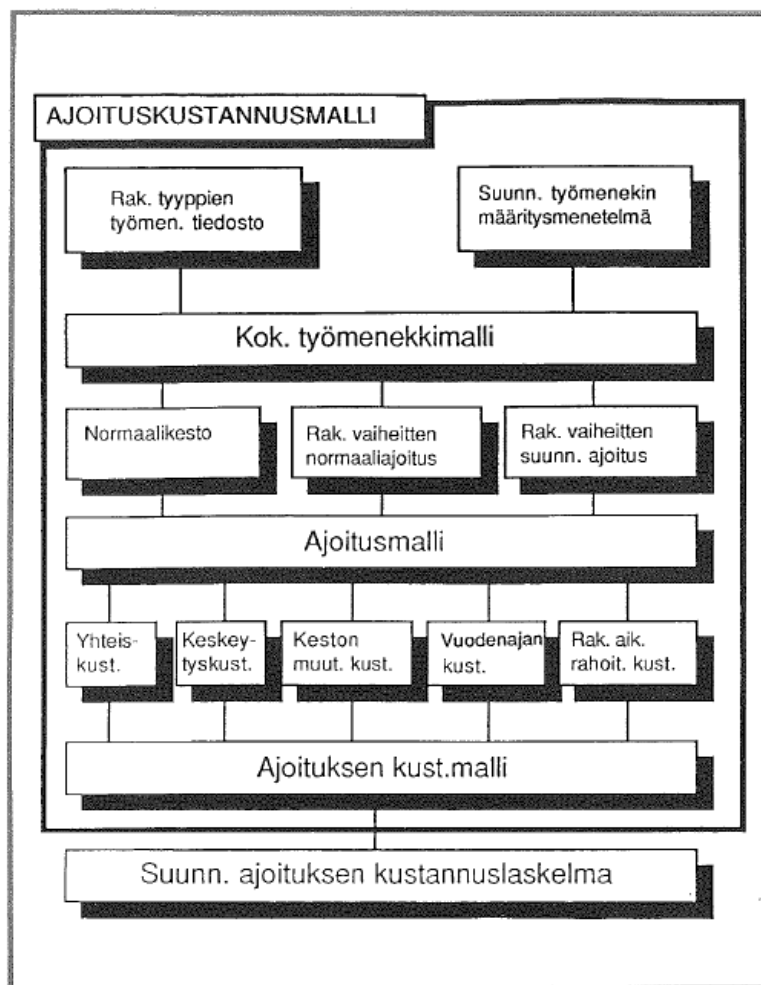 AJOITUSKUSTANNUSMALLI
Rak. tyyppien
työmen. tiedosto
Suunn. työmenekin
määritysmenetelmä
Kok. työmenekkimalli
Normaalikesto
Rak. vaiheitten
normaaliajoitus
Rak. vaiheitten
suunn. ajoitus
Ajoitusmalli
Yhteis-
kust.
Keskey-
tyskust.
Keston
muut. kust.
Vuodenajan
kust.
Rak. aik.
rahoit. kust.
Ajoituksen kust.malli
Suunn. ajoituksen kustannuslaskelma